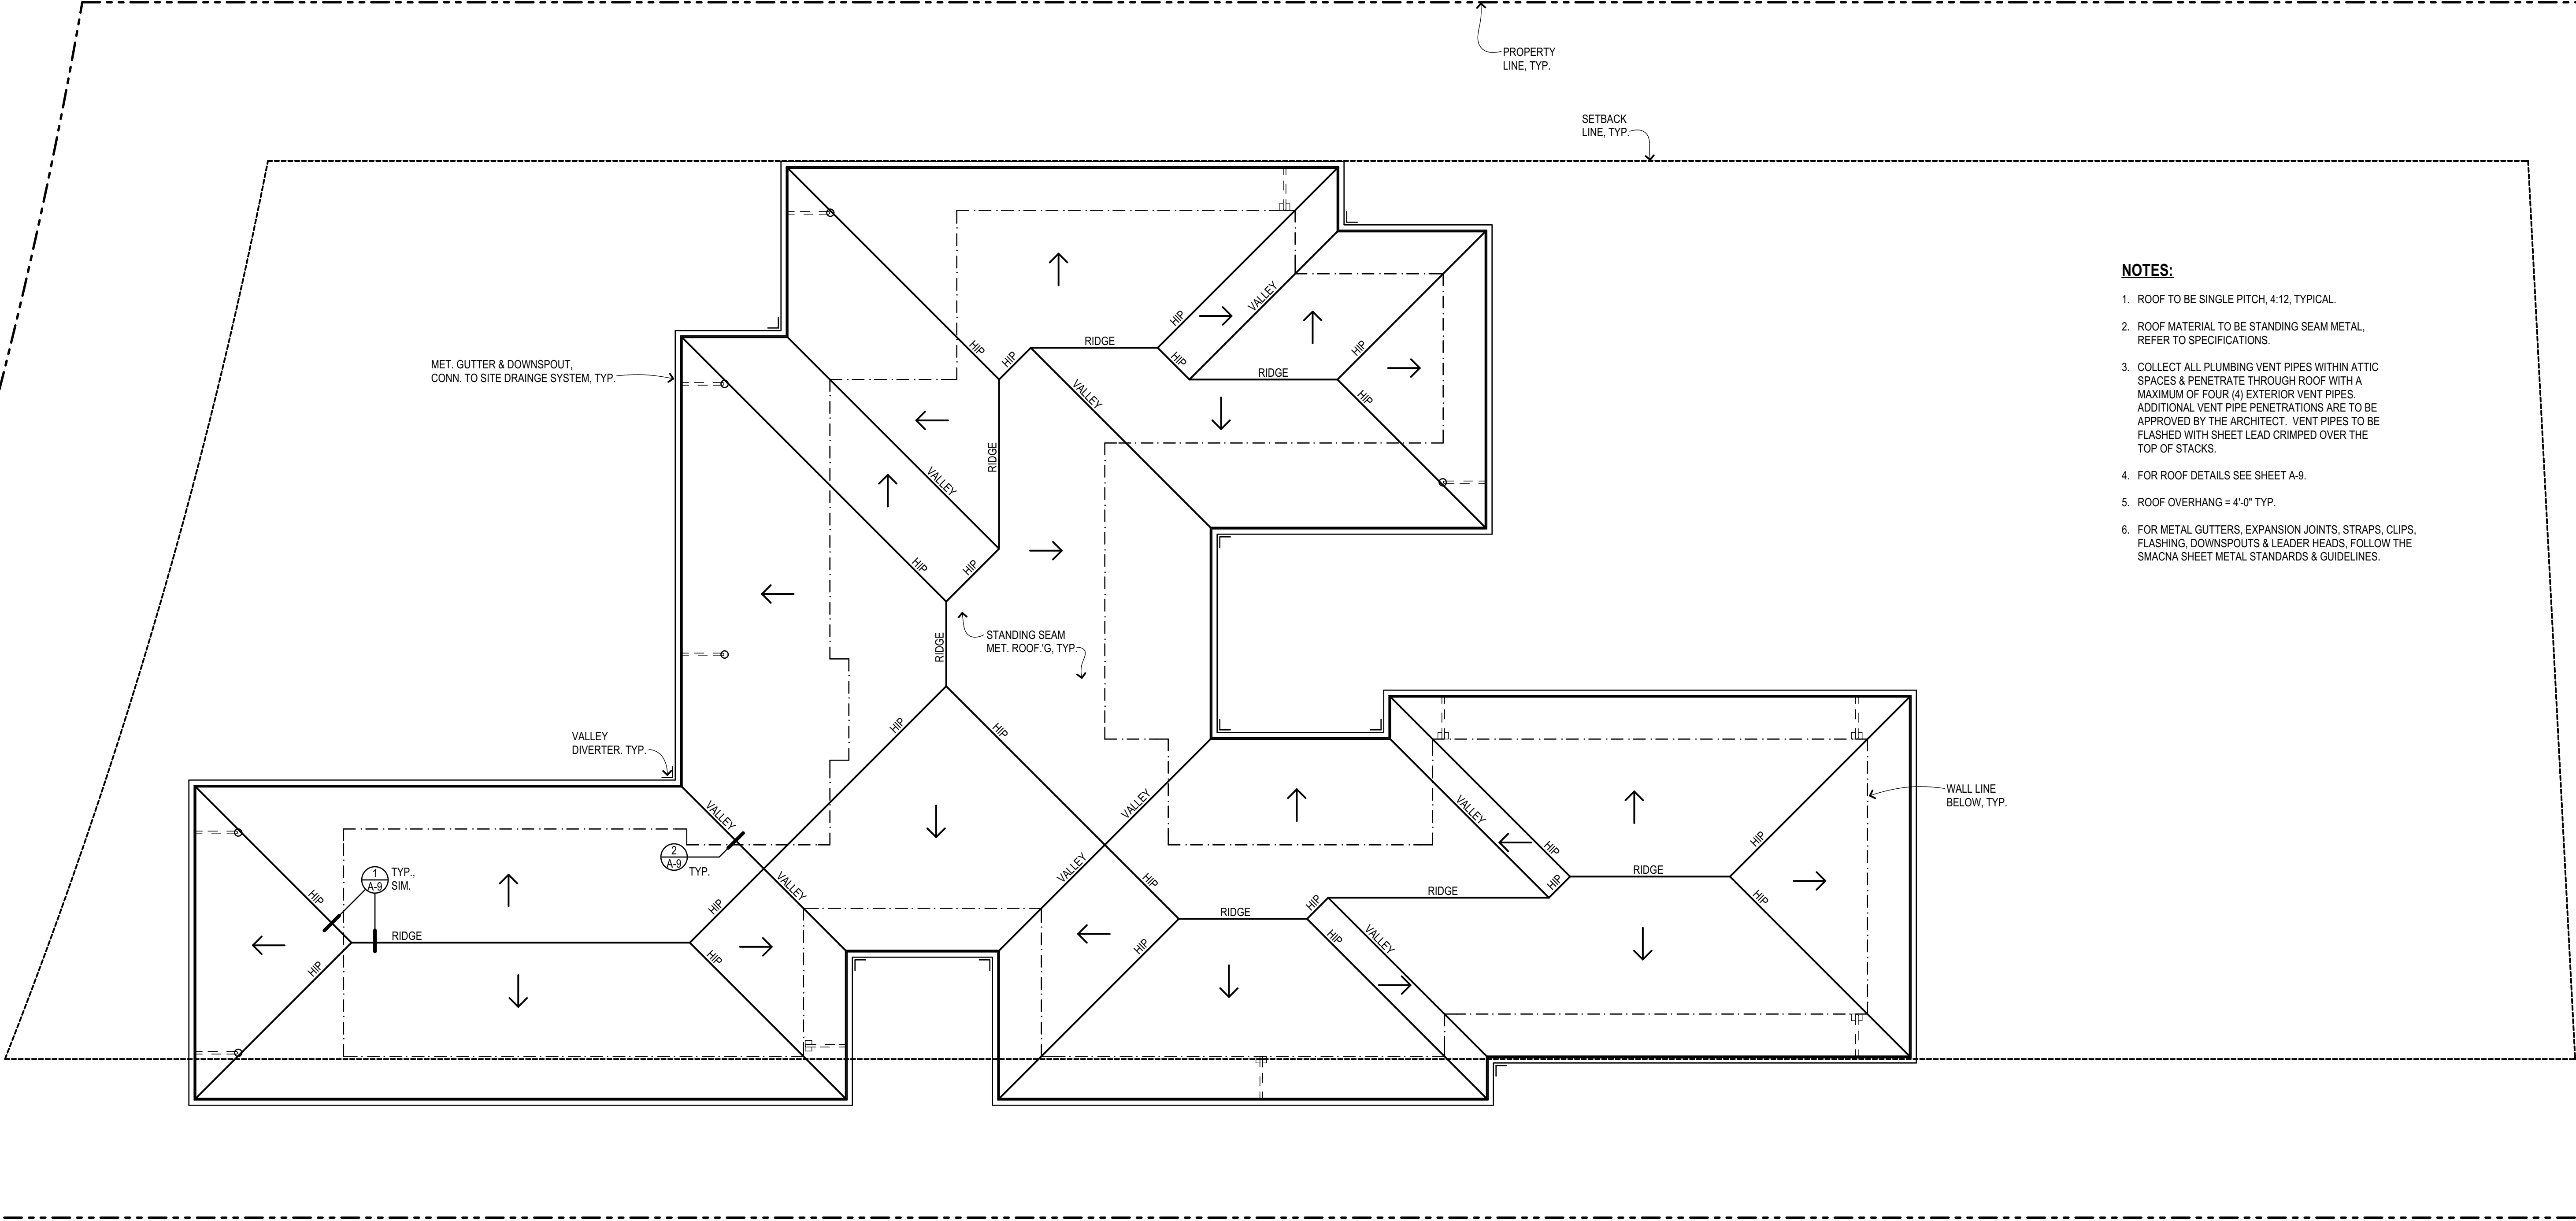 PROPERTY
LINE, TYP.
SETBACK
LINE, TYP.
NOTES:
1. ROOF TO BE SINGLE PITCH, 4:12, TYPICAL.
2. ROOF MATERIAL TO BE STANDING SEAM METAL,
REFER TO SPECIFICATIONS.
3. COLLECT ALL PLUMBING VENT PIPES WITHIN ATTIC
SPACES & PENETRATE THROUGH ROOF WITH A
MAXIMUM OF FOUR (4) EXTERIOR VENT PIPES.
ADDITIONAL VENT PIPE PENETRATIONS ARE TO BE
APPROVED BY THE ARCHITECT. VENT PIPES TO BE
FLASHED WITH SHEET LEAD CRIMPED OVER THE
TOP OF STACKS.
4. FOR ROOF DETAILS SEE SHEET A-9.
5. ROOF OVERHANG = 4'-0" TYP.
6. FOR METAL GUTTERS, EXPANSION JOINTS, STRAPS, CLIPS,
FLASHING, DOWNSPOUTS & LEADER HEADS, FOLLOW THE
SMACNA SHEET METAL STANDARDS & GUIDELINES.
MET. GUTTER & DOWNSPOUT,
CONN. TO SITE DRAINGE SYSTEM, TYP.
VALLEY
HIP
HIP
HIP
RIDGE
HIP
HIP
RIDGE
VALLEY
HIP
RIDGE
VALLEY
HIP
HIP
RIDGE
STANDING SEAM
MET. ROOF.'G, TYP.
VALLEY
DIVERTER. TYP.
HIP
HIP
VALLEY
VALLEY
VALLEY
WALL LINE
BELOW, TYP.
2
A-9
TYP.
1
A-9
TYP.,
SIM.
VALLEY
VALLEY
HIP
HIP
HIP
RIDGE
HIP
HIP
HIP
RIDGE
HIP
HIP
RIDGE
HIP
RIDGE
HIP
HIP
HIP
VALLEY